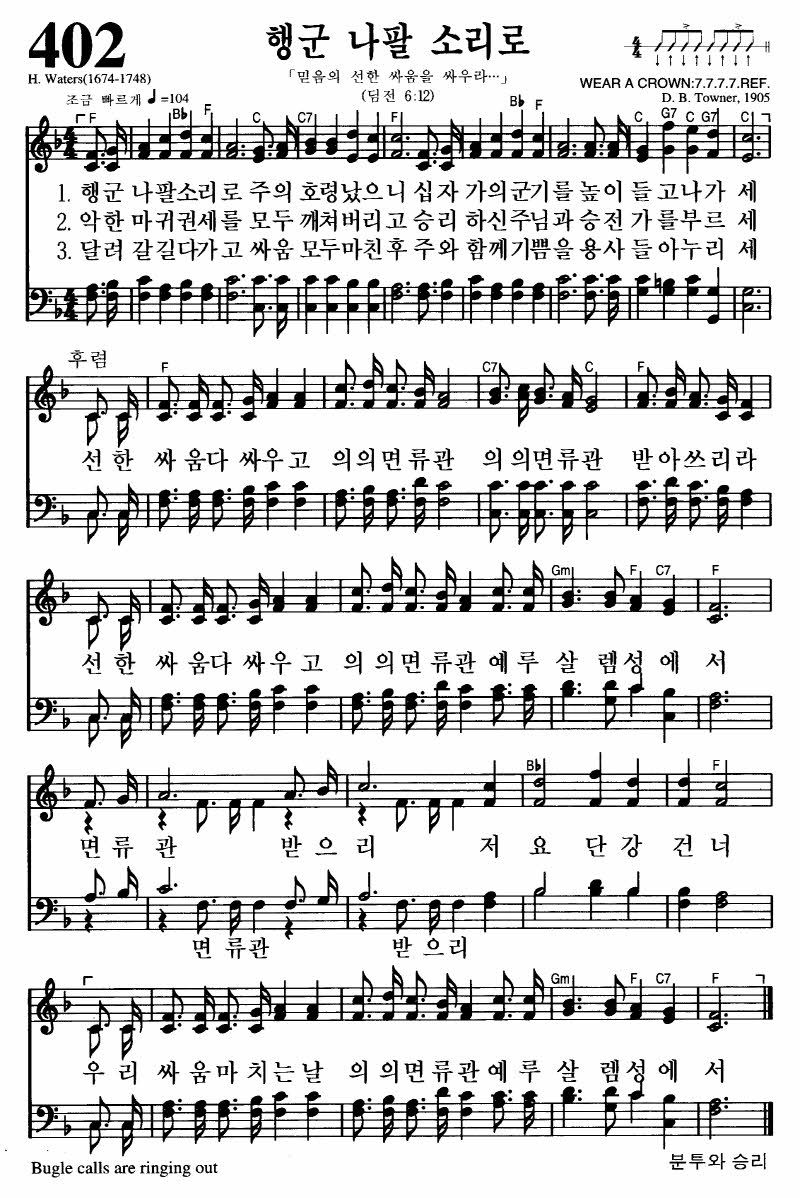 402
행군 나팔 소리로
H. Waters(1674-1748)
「믿음의 선한 싸움을 싸우라…」
(딤전 6:12)
WEAR A CROWN:7.7.7.7.REF.
D. B. Towner, 1905
조금 빠르게 ♩=104
F B♭ F C C7 F B♭ F C G7 C G7 C
1. 행군 나팔소리로 주의 호령났으니 십자 가의군기를 높이 들고나가 세
2. 악한 마귀권세를 모두 깨쳐버리고 승리 하신주님과 승전 가를부르 세
3. 달려 갈길다가고 싸움 모두마친후 주와 함께기쁨을 용사 들아누리 세
후렴
F C7 C F
선한 싸움다 싸우고 의의면류관 의의면류관 받아쓰리라
Gm F C7 F
선한 싸움다 싸우고 의의면류관 예루 살렘성에서
B♭ F
면류관 받으리 저 요단강 건너
면류관 받으리
Gm F C7 F
우리 싸움마치는날 의의면류관예루 살렘성에서
Bugle calls are ringing out
분투와 승리